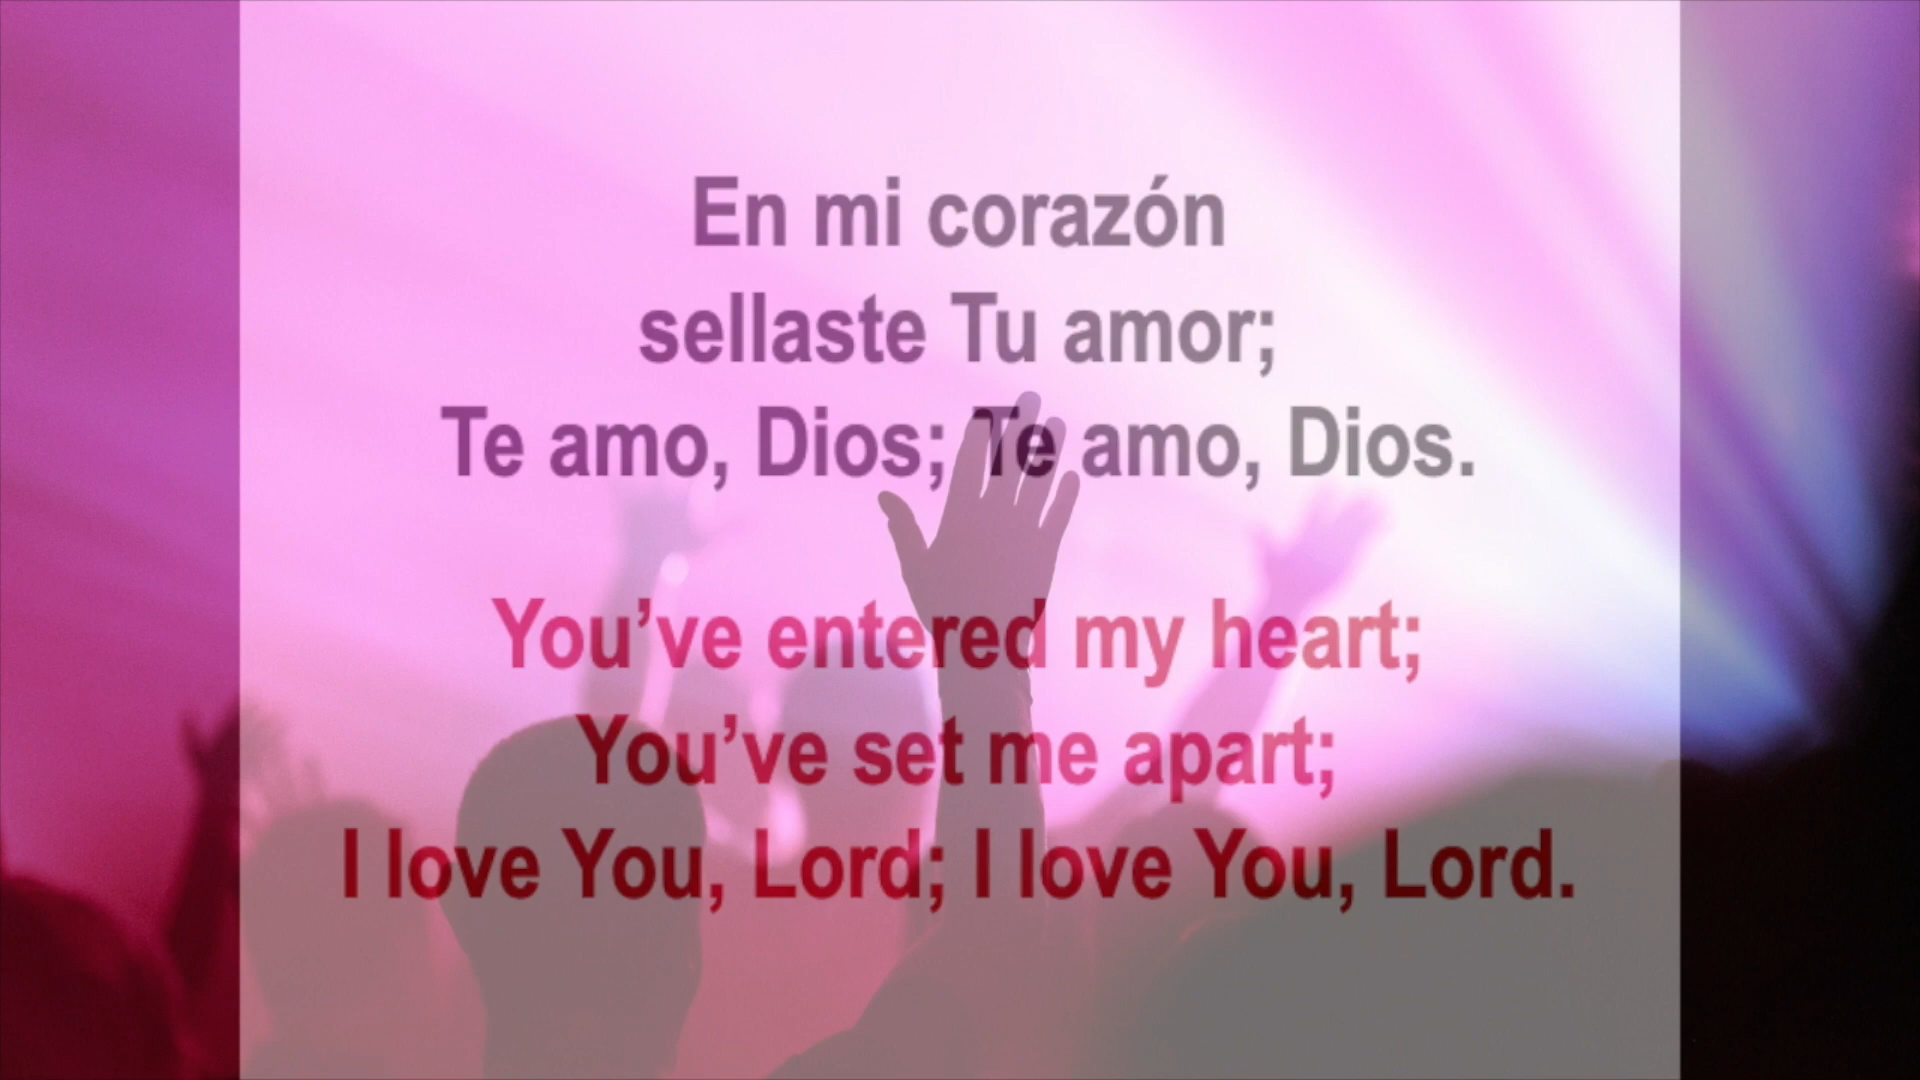 En mi corazón
sellaste Tu amor;
Te amo, Dios; Te amo, Dios.
You’ve entered my heart;
You’ve set me apart;
I love You, Lord; I love You, Lord.